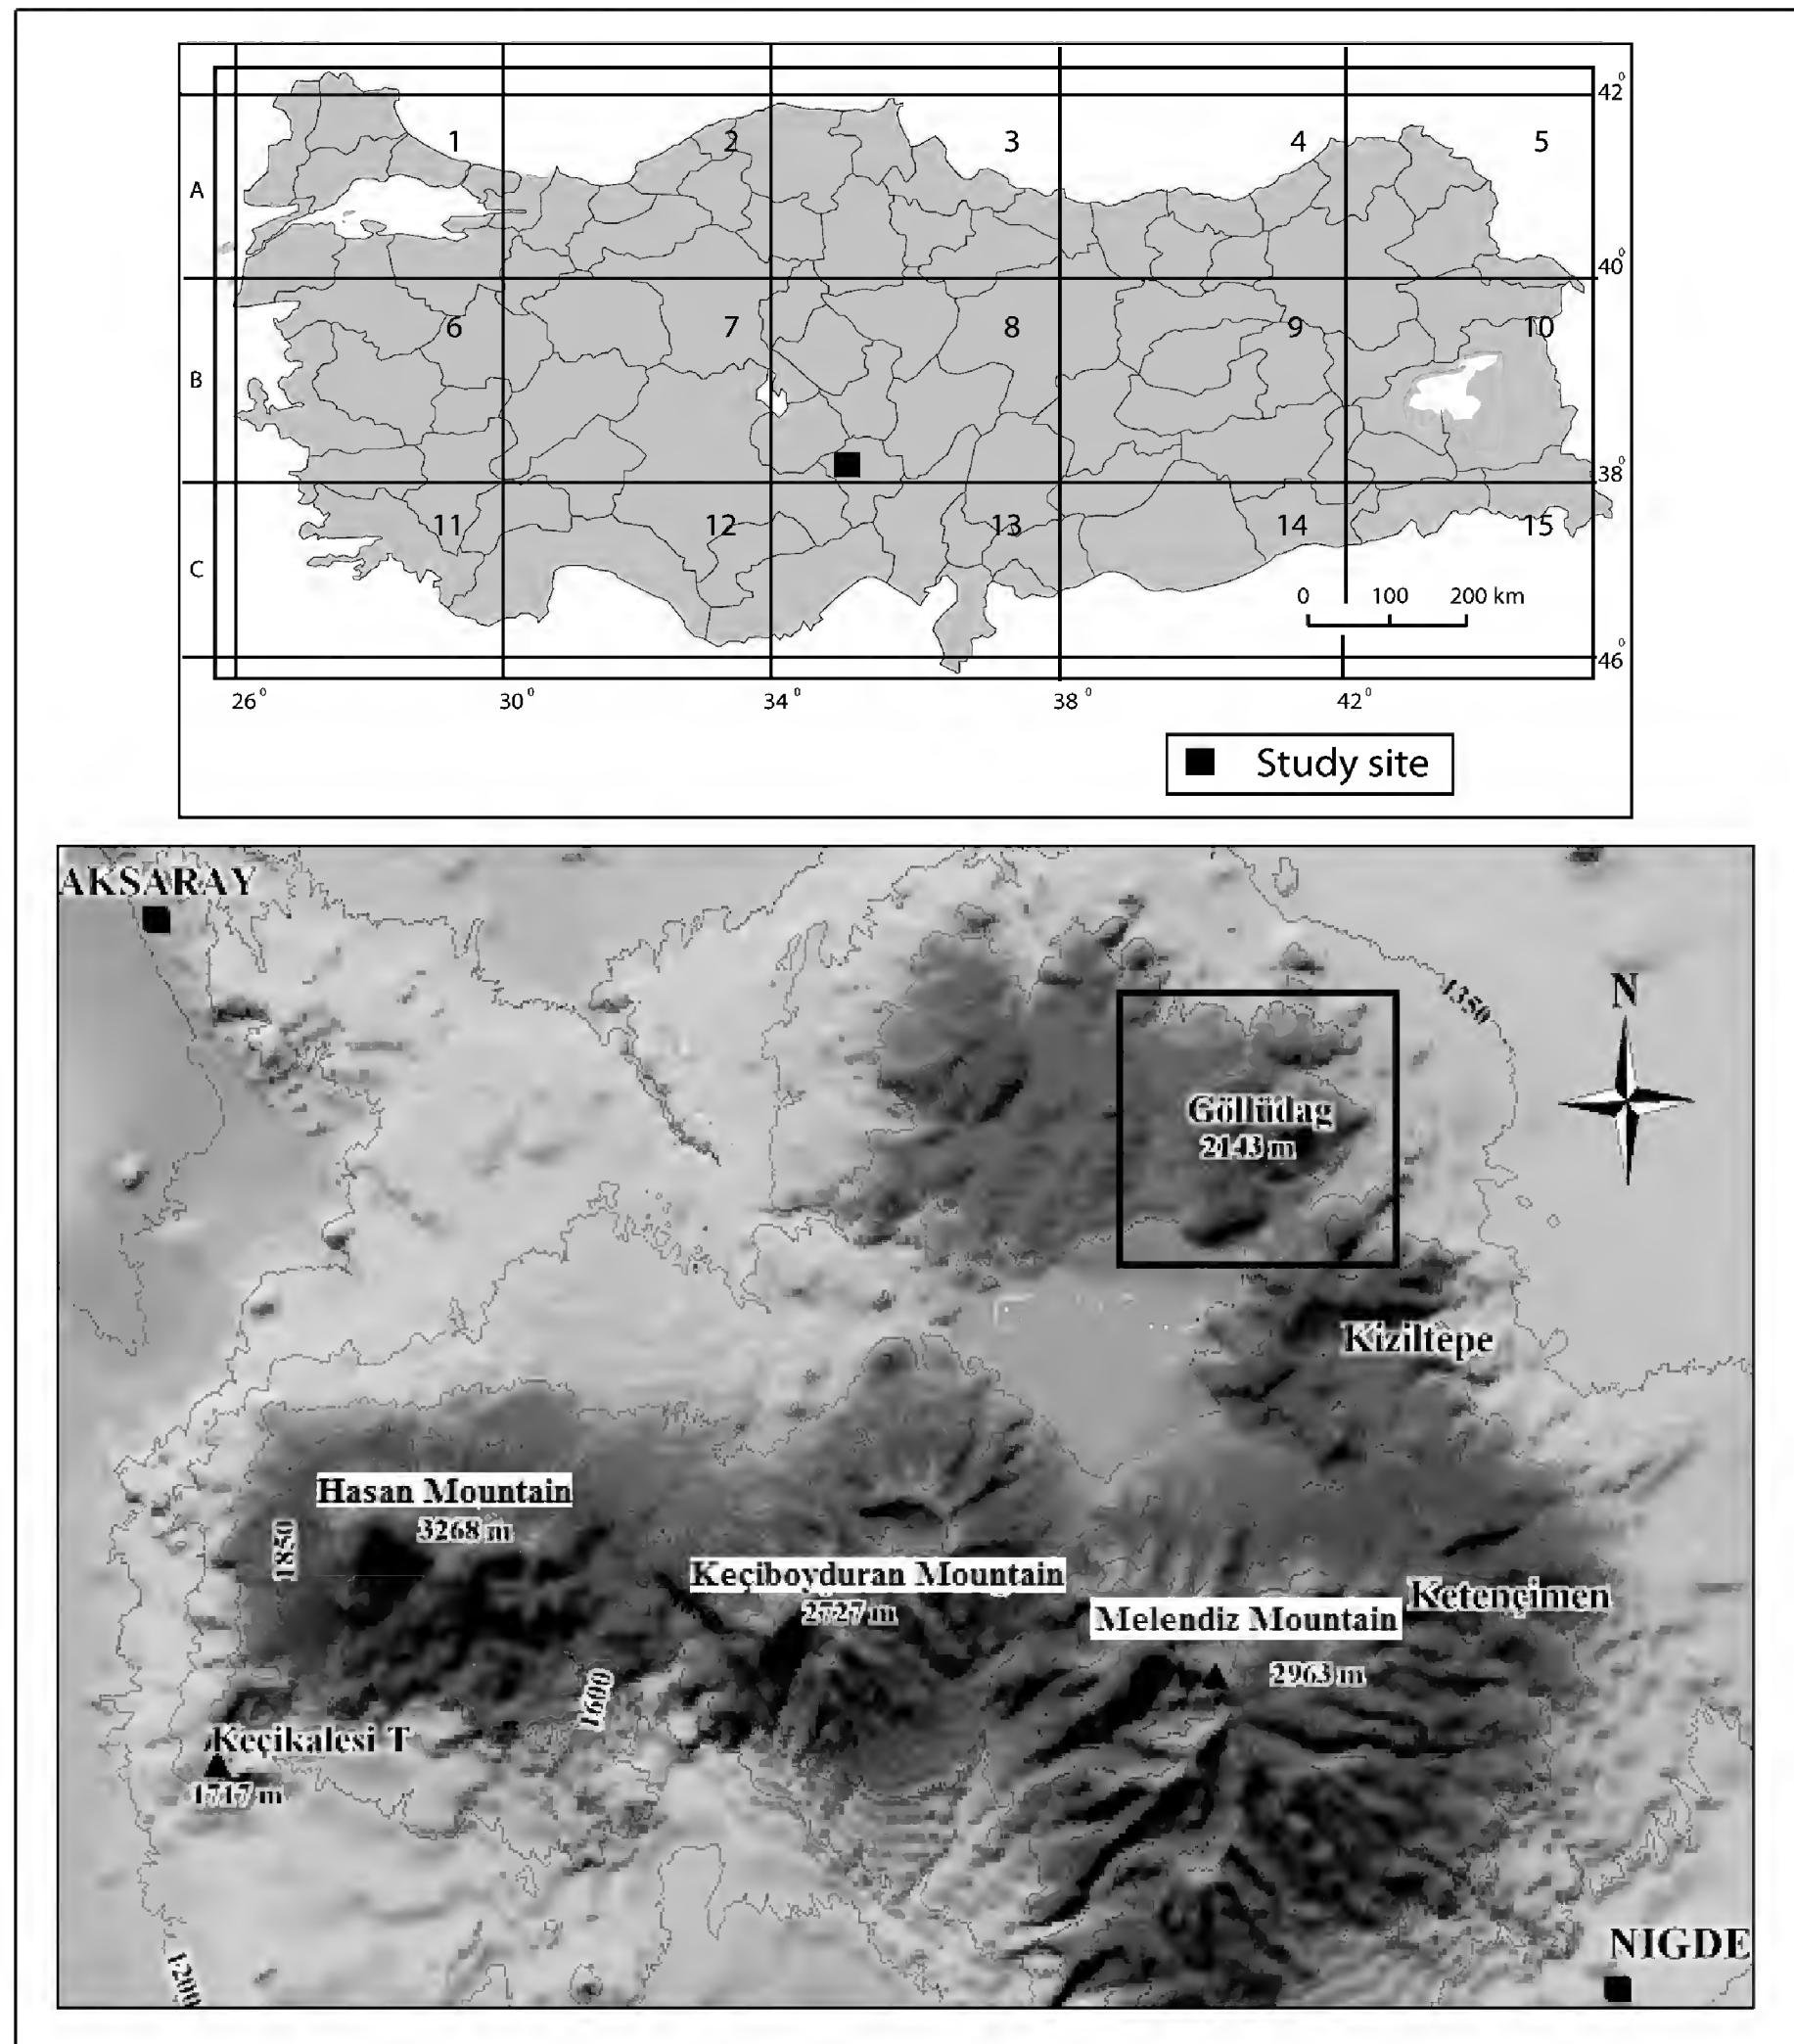 42°
1 2 3 4 5
A
40°
6 7 8 9 10
B
38°
11 12 13 14 15
C
0 100 200 km
46°
26° 30° 34° 38° 42°
Study site
AKSARAY
N
1350
Göllüdag
2143 m
Kiziltepe
Hasan Mountain
3268 m
1850
Keçiboyduran Mountain
2727 m
Ketençimen
Melendiz Mountain
2963 m
1600
Keçikalesi T
1717 m
NIGDE
1200